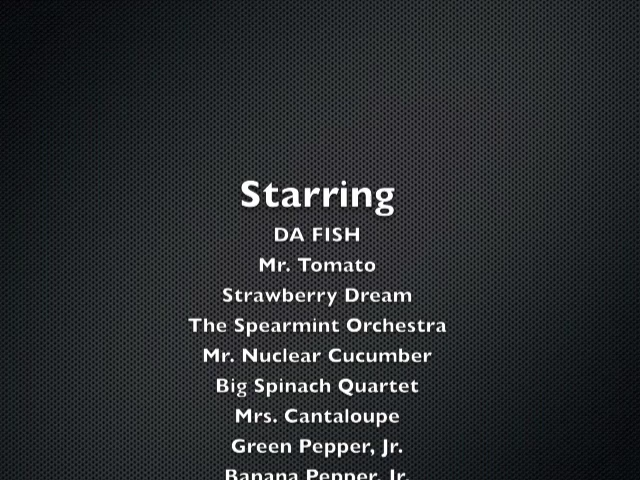 Starring
DA FISH
Mr. Tomato
Strawberry Dream
The Spearmint Orchestra
Mr. Nuclear Cucumber
Big Spinach Quartet
Mrs. Cantaloupe
Green Pepper, Jr.
Banana Pepper, Jr.